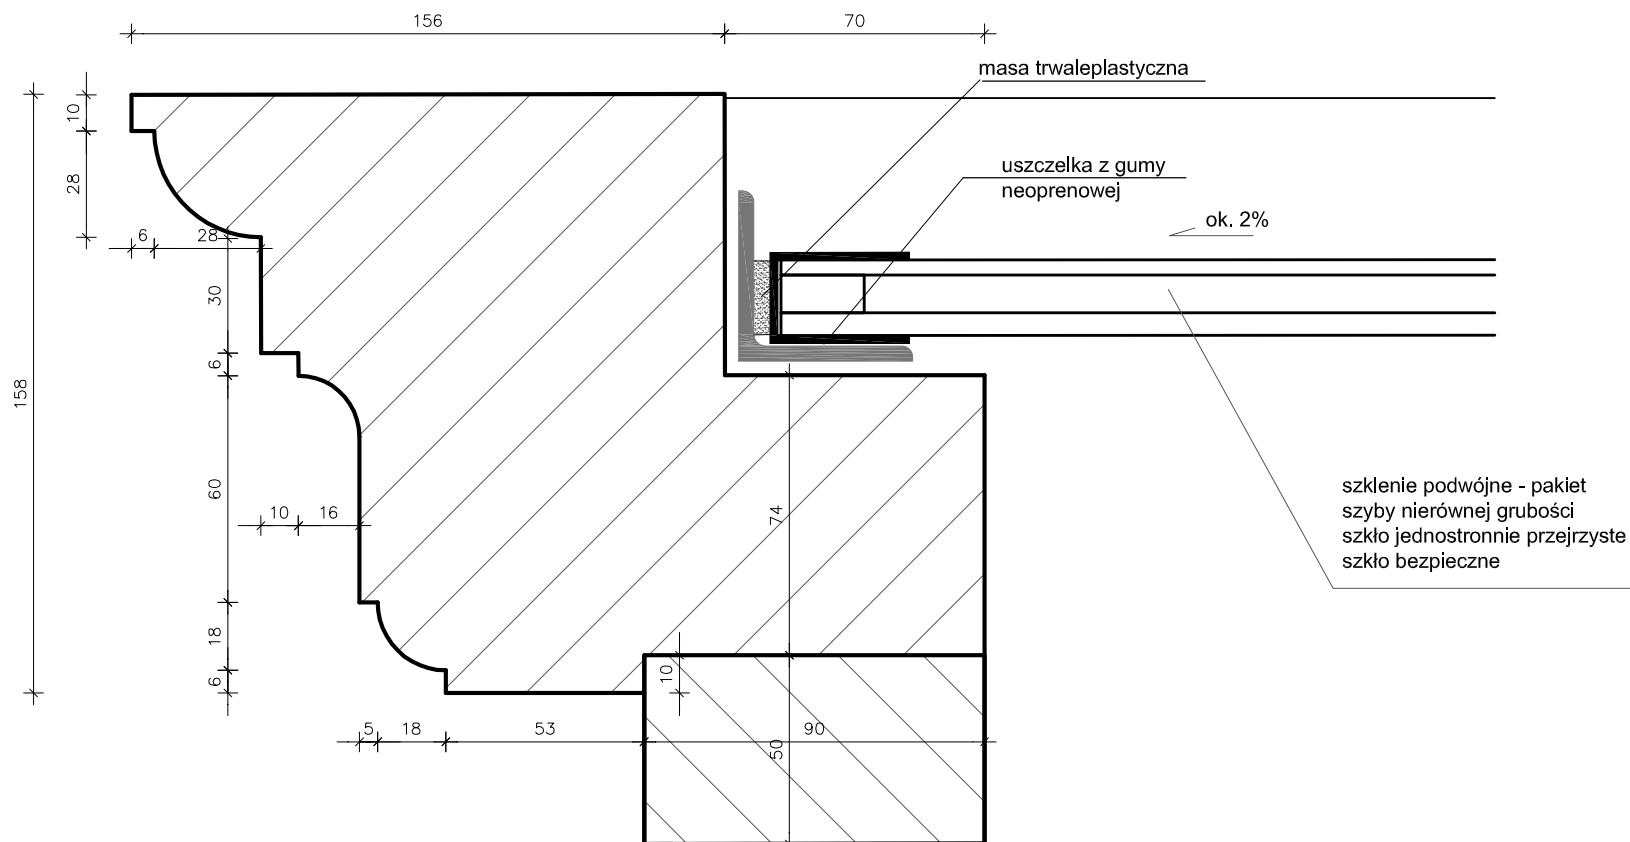 156
70
masa trwaleplastyczna
10
uszczelka z gumy
neoprenowej
28
ok. 2%
6
28
30
6
158
szklenie podwójne - pakiet
szyby nierównej grubości
szkło jednostronnie przejrzyste
szkło bezpieczne
60
10
16
74
18
6
10
5
18
53
90
50